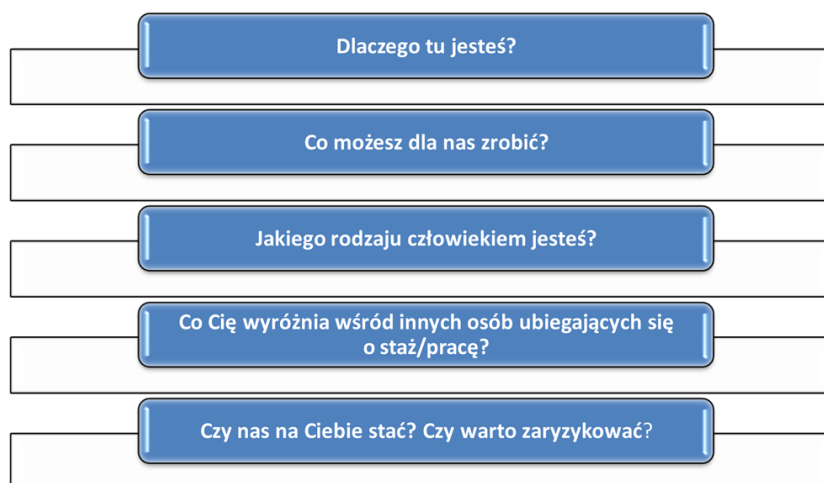 Dlaczego tu jesteś?
Co możesz dla nas zrobić?
Jakiego rodzaju człowiekiem jesteś?
Co Cię wyróżnia wśród innych osób ubiegających się
o staż/pracę?
Czy nas na Ciebie stać? Czy warto zaryzykować?